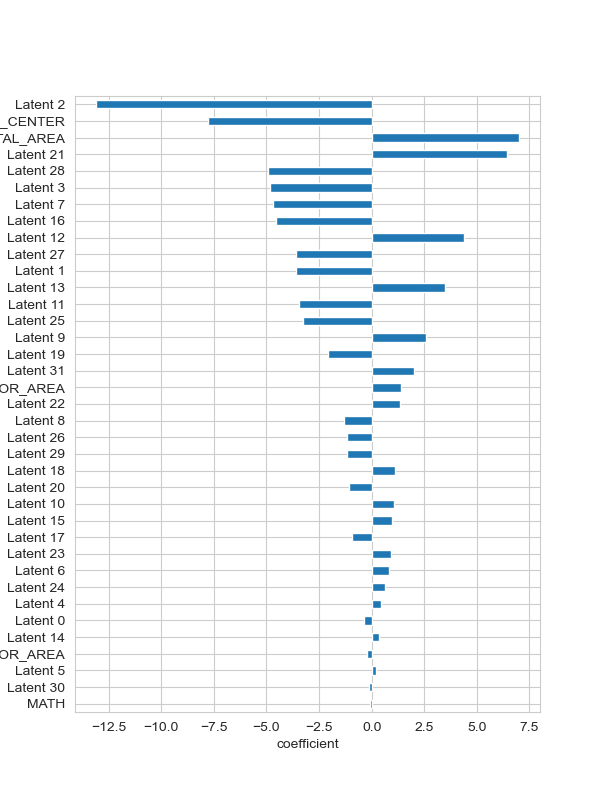 Latent 2
_CENTER
TAL_AREA
Latent 21
Latent 28
Latent 3
Latent 7
Latent 16
Latent 12
Latent 27
Latent 1
Latent 13
Latent 11
Latent 25
Latent 9
Latent 19
Latent 31
OR_AREA
Latent 22
Latent 8
Latent 26
Latent 29
Latent 18
Latent 20
Latent 10
Latent 15
Latent 17
Latent 23
Latent 6
Latent 24
Latent 4
Latent 0
Latent 14
OR_AREA
Latent 5
Latent 30
MATH
−12.5 −10.0 −7.5 −5.0 −2.5 0.0 2.5 5.0 7.5
coefficient